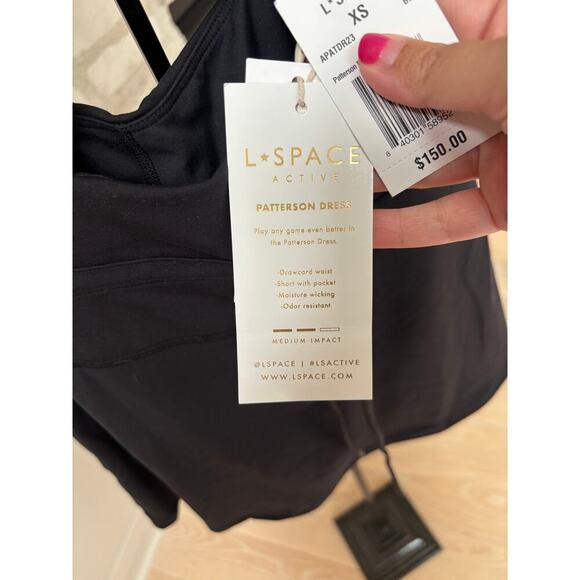 XS
APATDR23
Patterson
$150.00
L★SPACE
ACTIVE
PATTERSON DRESS
Play any game even better in
the Patterson Dress.
-Drawcord waist
-Short with pocket
-Moisture wicking
-Odor resistant
MEDIUM IMPACT
@LSPACE | #LSACTIVE
WWW.LSPACE.COM